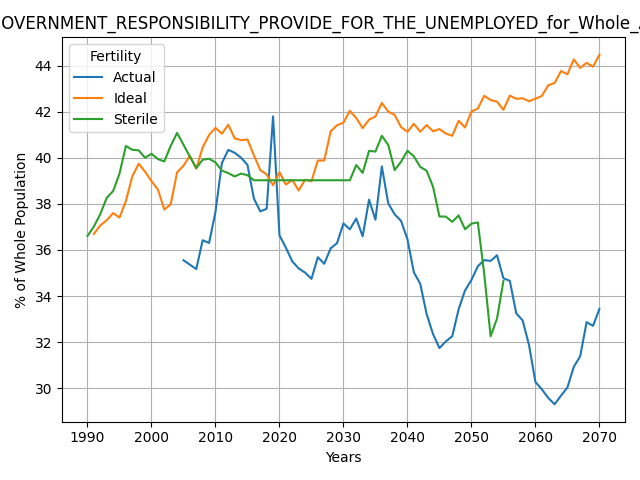 OVERNMENT_RESPONSIBILITY_PROVIDE_FOR_THE_UNEMPLOYED_for_Whole_
Fertility
Actual
Ideal
Sterile
44
42
40
38
36
34
32
30
% of Whole Population
1990 2000 2010 2020 2030 2040 2050 2060 2070
Years